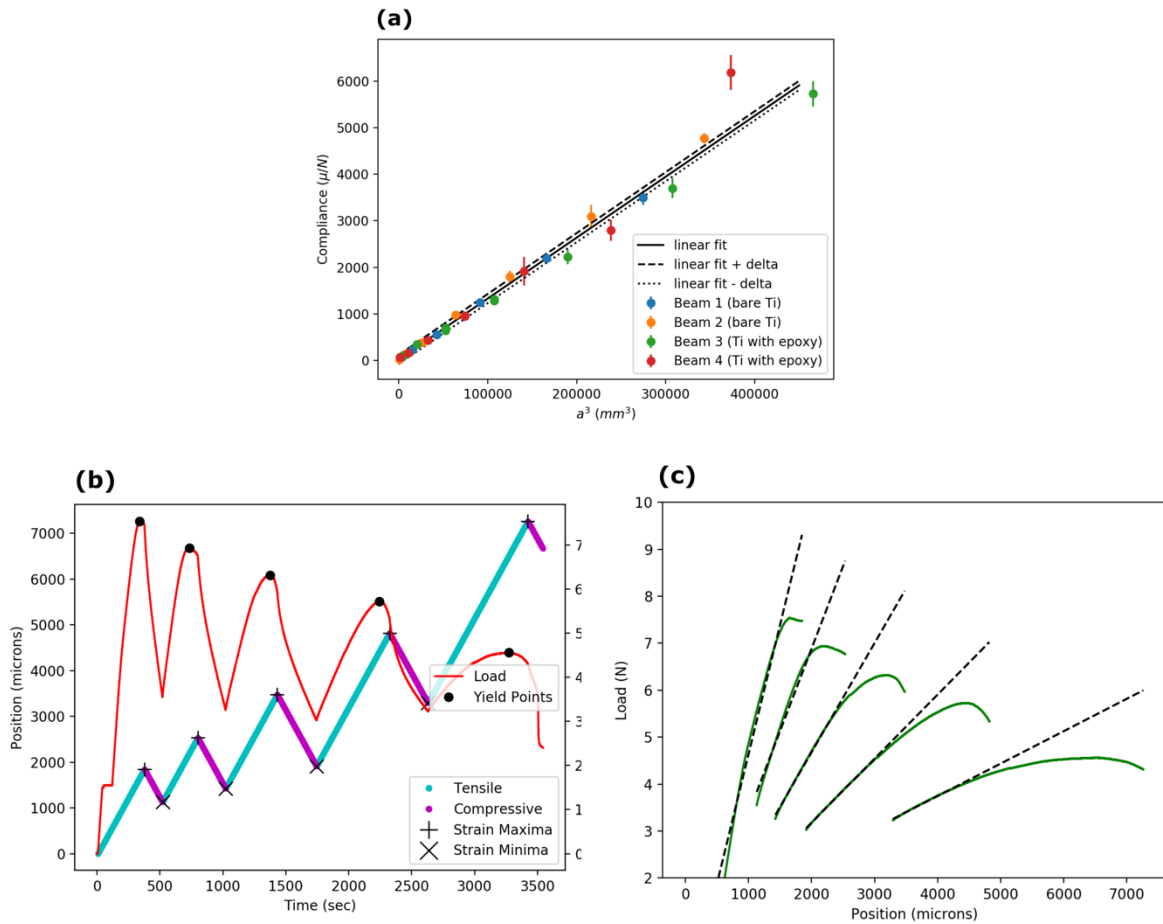 (a)
6000
5000
4000
3000
2000
1000
0
Compliance (μ/N)
linear fit
linear fit + delta
linear fit - delta
Beam 1 (bare Ti)
Beam 2 (bare Ti)
Beam 3 (Ti with epoxy)
Beam 4 (Ti with epoxy)
0 100000 200000 300000 400000
a³ (mm³)
(b)
7000
6000
5000
4000
3000
2000
1000
0
Position (microns)
7
6
5
4
3
2
1
Load
Yield Points
Tensile
Compressive
Strain Maxima
Strain Minima
0 500 1000 1500 2000 2500 3000 3500
Time (sec)
(c)
10
9
8
7
6
5
4
3
2
Load (N)
0 1000 2000 3000 4000 5000 6000 7000
Position (microns)